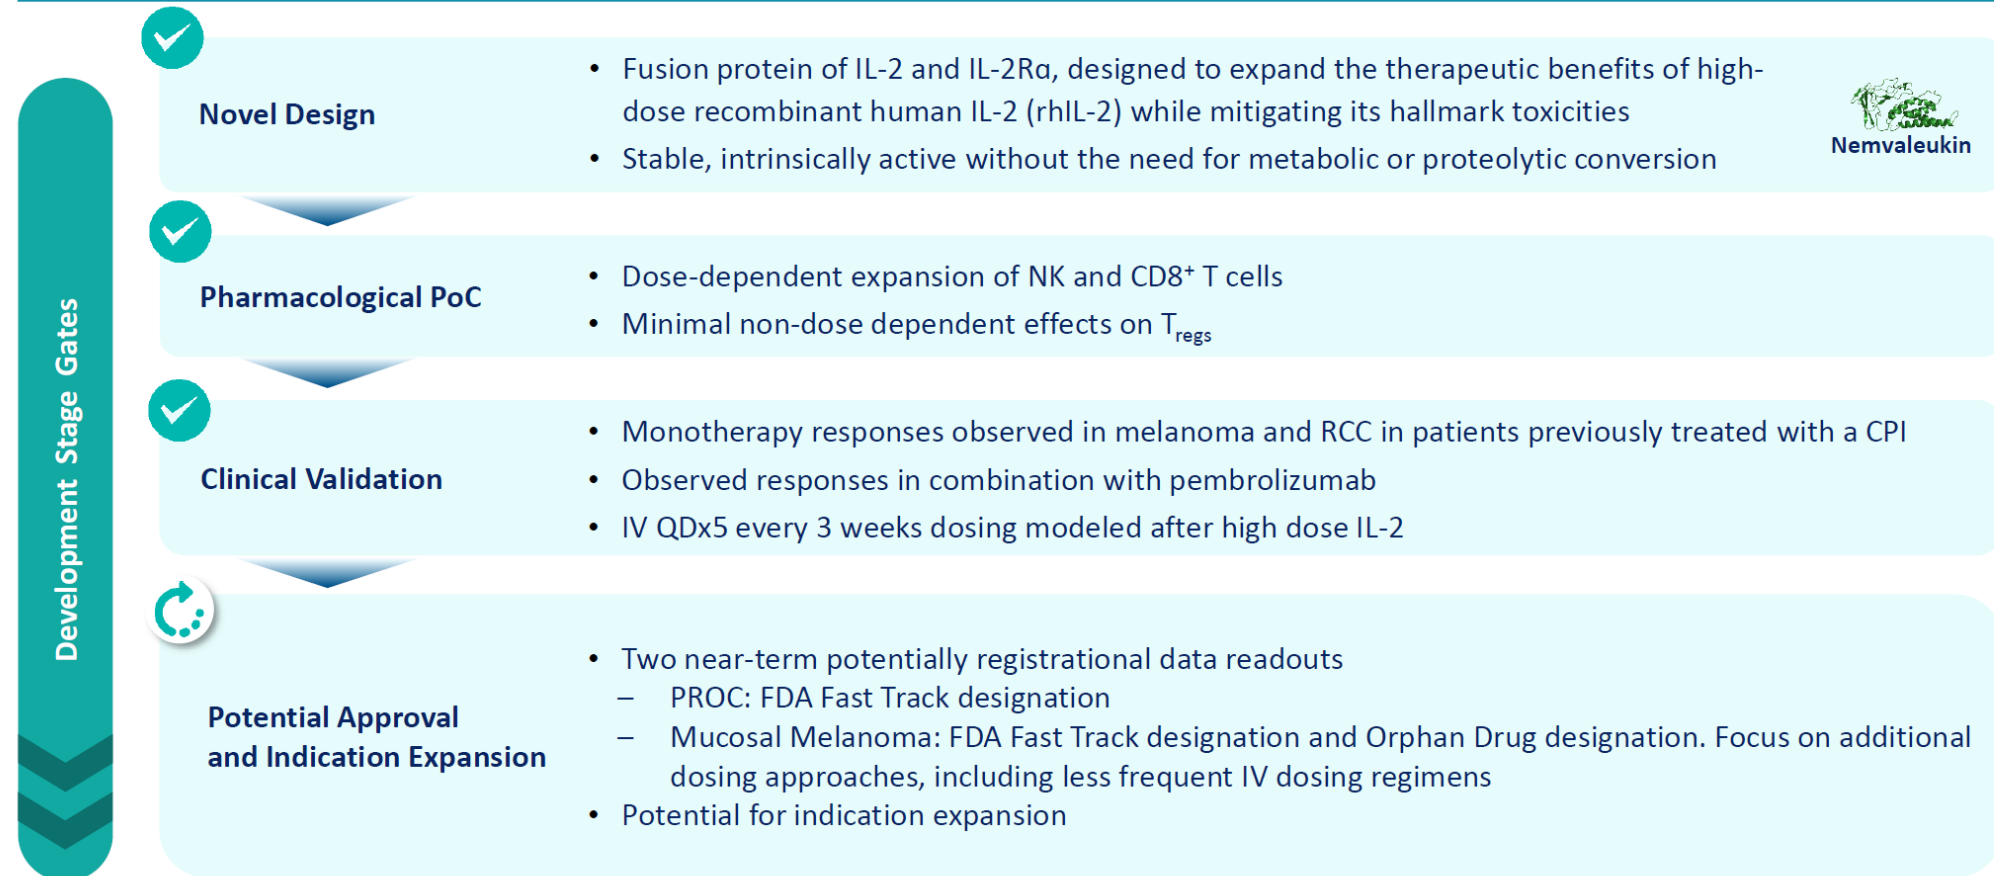 Development Stage Gates
Novel Design
• Fusion protein of IL-2 and IL-2Rα, designed to expand the therapeutic benefits of high-
dose recombinant human IL-2 (rhIL-2) while mitigating its hallmark toxicities
• Stable, intrinsically active without the need for metabolic or proteolytic conversion
Nemvaleukin
Pharmacological PoC
• Dose-dependent expansion of NK and CD8⁺ T cells
• Minimal non-dose dependent effects on Tregs
Clinical Validation
• Monotherapy responses observed in melanoma and RCC in patients previously treated with a CPI
• Observed responses in combination with pembrolizumab
• IV QDx5 every 3 weeks dosing modeled after high dose IL-2
Potential Approval
and Indication Expansion
• Two near-term potentially registrational data readouts
– PROC: FDA Fast Track designation
– Mucosal Melanoma: FDA Fast Track designation and Orphan Drug designation. Focus on additional
dosing approaches, including less frequent IV dosing regimens
• Potential for indication expansion